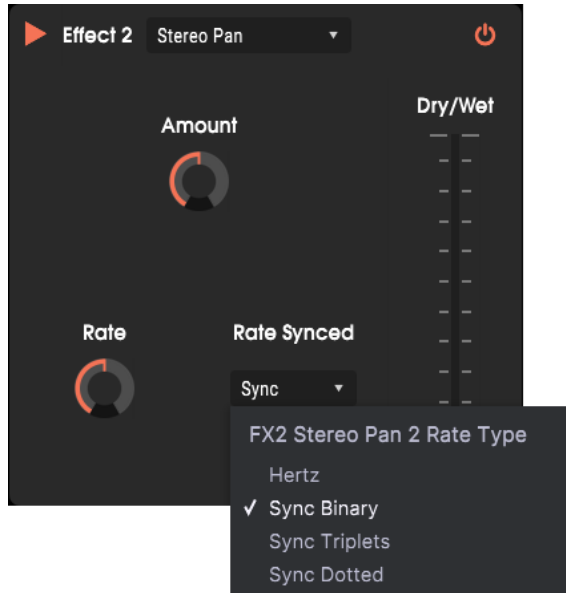 Effect 2 Stereo Pan
Dry/Wet
Amount
Rate
Rate Synced
Sync
FX2 Stereo Pan 2 Rate Type
Hertz
✓ Sync Binary
Sync Triplets
Sync Dotted